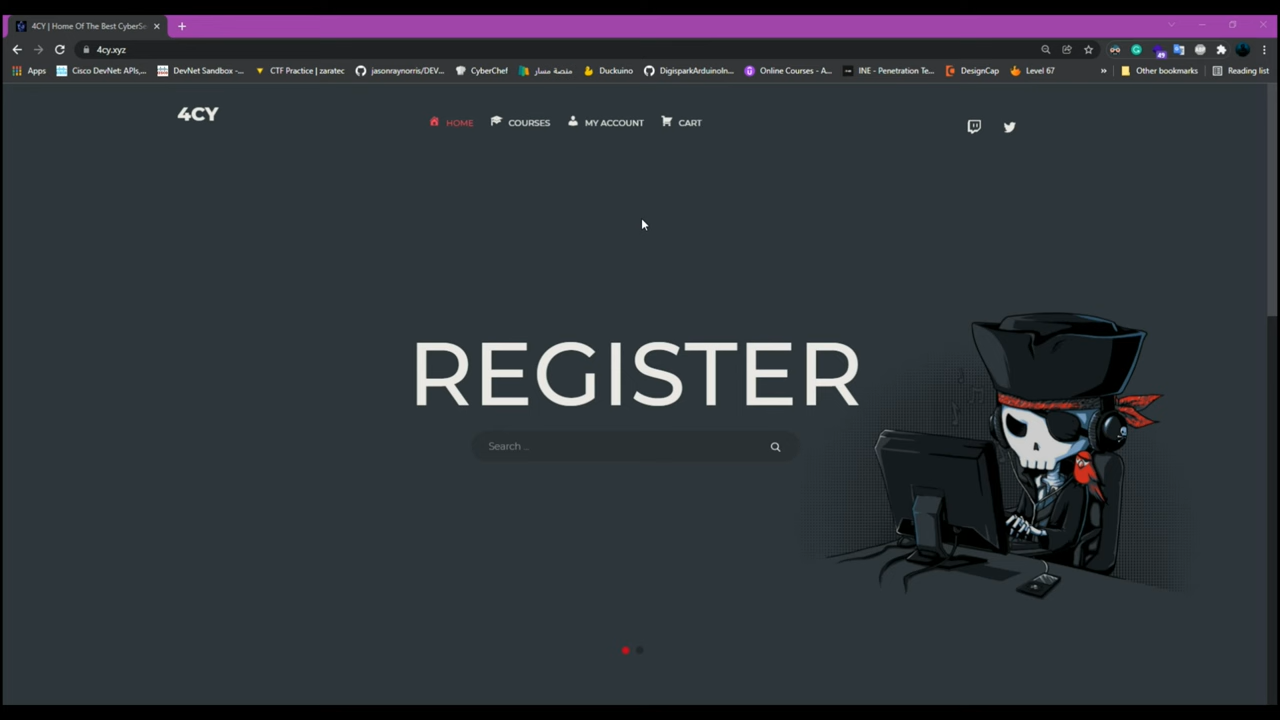 4CY | Home Of The Best CyberSe
4cy.xyz
Apps Cisco DevNet: APIs,... DevNet Sandbox -... CTF Practice | zaratec jasonraynorris/DEV... CyberChef منصة مسار Duckuino DigisparkArduinoIn... Online Courses - A... INE - Penetration Te... DesignCap Level 67 » Other bookmarks Reading list
4CY HOME COURSES MY ACCOUNT CART
REGISTER
Search ..